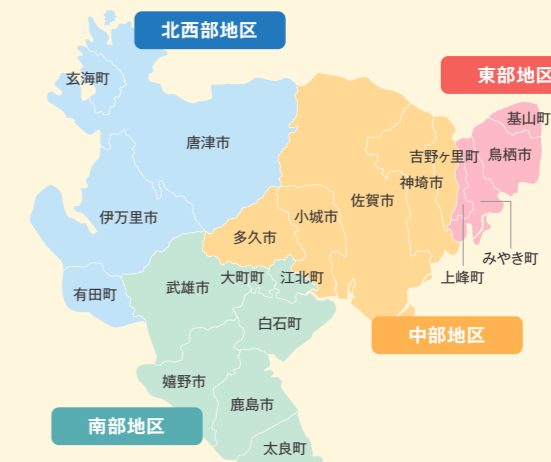 北西部地区
玄海町
東部地区
基山町
唐津市
吉野ヶ里町
鳥栖市
神埼市
佐賀市
小城市
伊万里市
多久市
みやき町
上峰町
大町町
江北町
武雄市
有田町
白石町
中部地区
嬉野市
鹿島市
南部地区
太良町